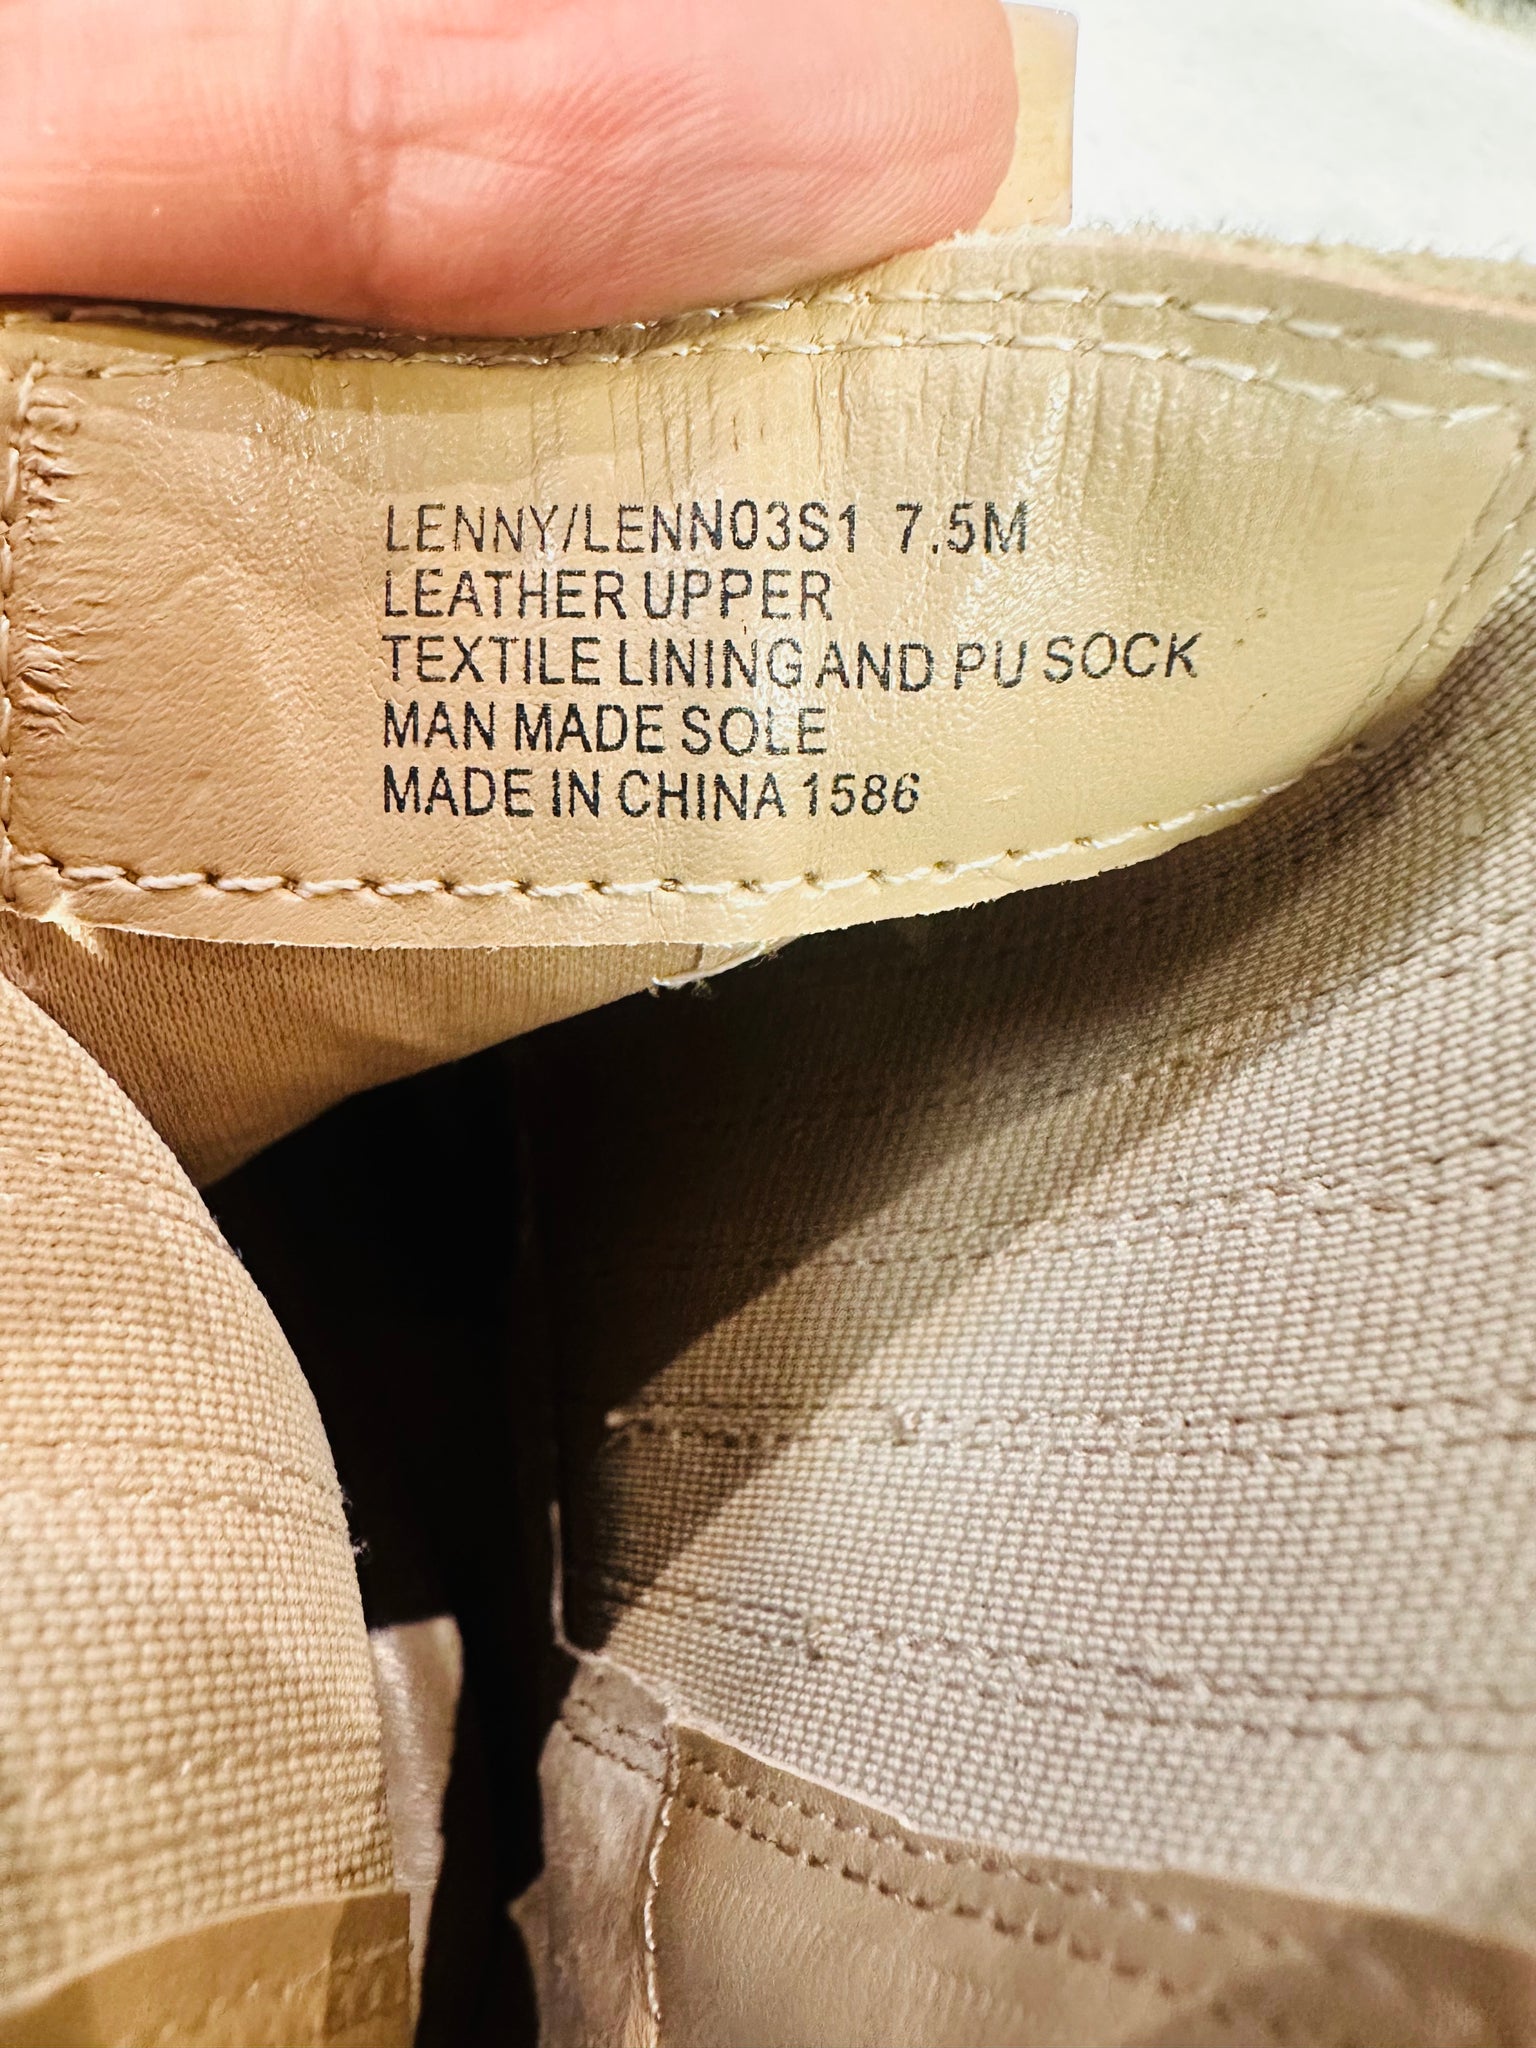 LENNY/LENN03S1 7.5M
LEATHER UPPER
TEXTILE LINING AND PU SOCK
MAN MADE SOLE
MADE IN CHINA 1586